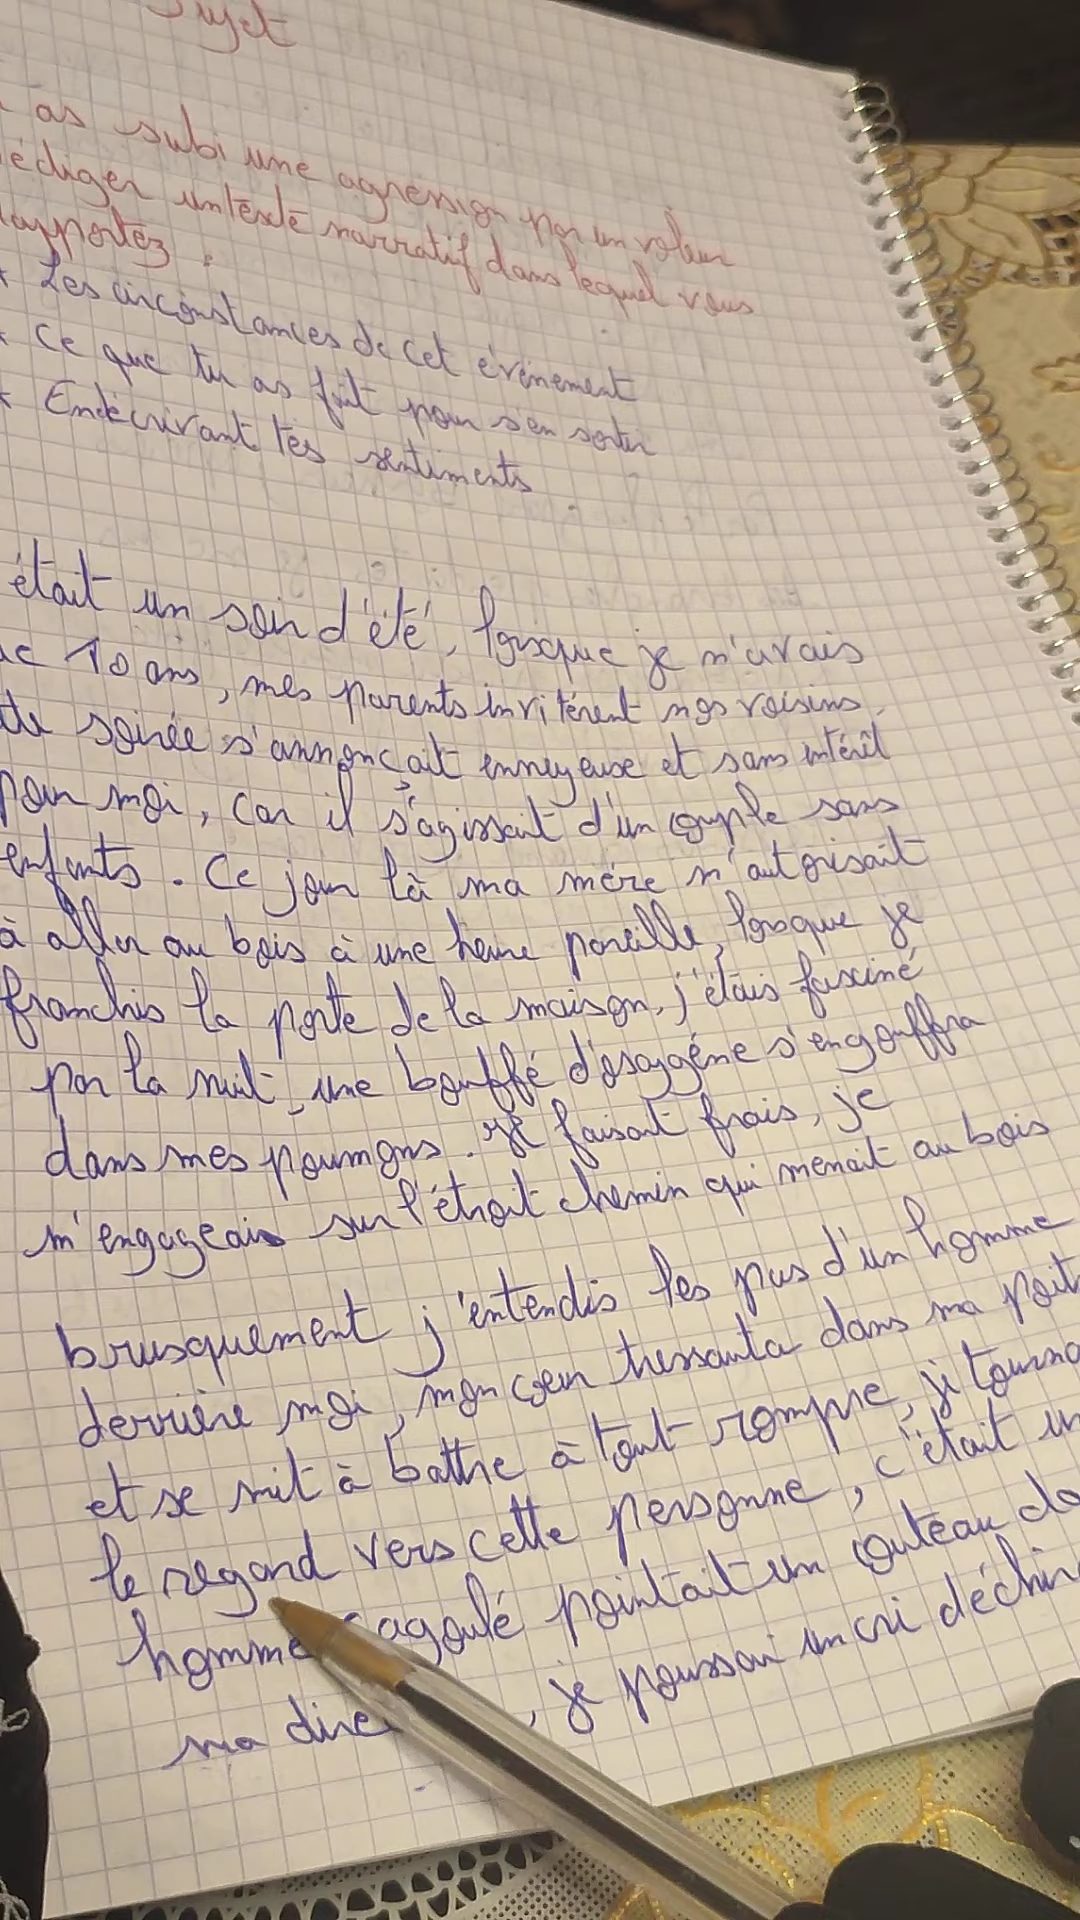 Sujet
as subi une agression par un voleur
édiger un texte narratif dans lequel vous
rapportez :
* Les circonstances de cet événement
* Ce que tu as fait pour s'en sortir
* En décrivant tes sentiments
était un soir d'été, lorsque je n'avais
10 ans, mes parents invitèrent nos voisins,
soirée s'annonçait ennuyeuse et sans intérêt
pour moi, car il s'agissait d'un couple sans
enfants. Ce jour là ma mère m'autorisait
à aller au bois à une heure pareille, lorsque je
franchis la porte de la maison, j'étais fasciné
par la nuit, une bouffé d'oxygène s'engouffra
dans mes poumons. Il faisait frais, je
m'engageais sur l'étroit chemin qui menait au bois
brusquement j'entendis les pas d'un homme
derrière moi, mon cœur tressauta dans ma poit
et se mit à battre à tout rompre, je tourna
le regard vers cette personne, c'était un
homme cagoulé pointait un couteau da
ma dire , je poussai un cri déchir